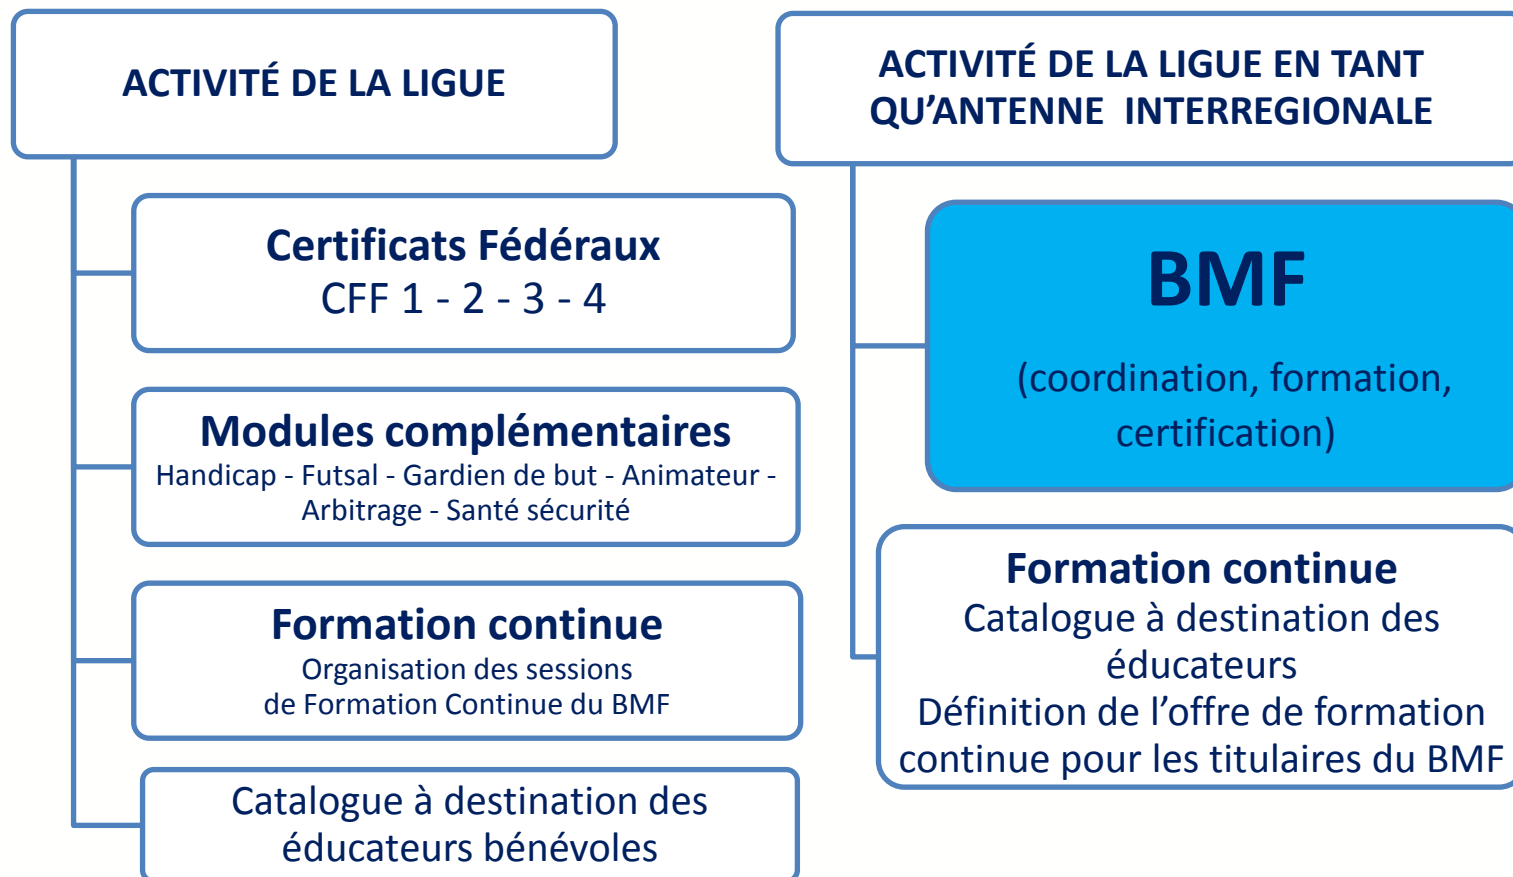 ACTIVITÉ DE LA LIGUE
Certificats Fédéraux
CFF 1 - 2 - 3 - 4
Modules complémentaires
Handicap - Futsal - Gardien de but - Animateur -
Arbitrage - Santé sécurité
Formation continue
Organisation des sessions
de Formation Continue du BMF
Catalogue à destination des
éducateurs bénévoles
ACTIVITÉ DE LA LIGUE EN TANT
QU’ANTENNE INTERREGIONALE
BMF
(coordination, formation,
certification)
Formation continue
Catalogue à destination des
éducateurs
Définition de l’offre de formation
continue pour les titulaires du BMF